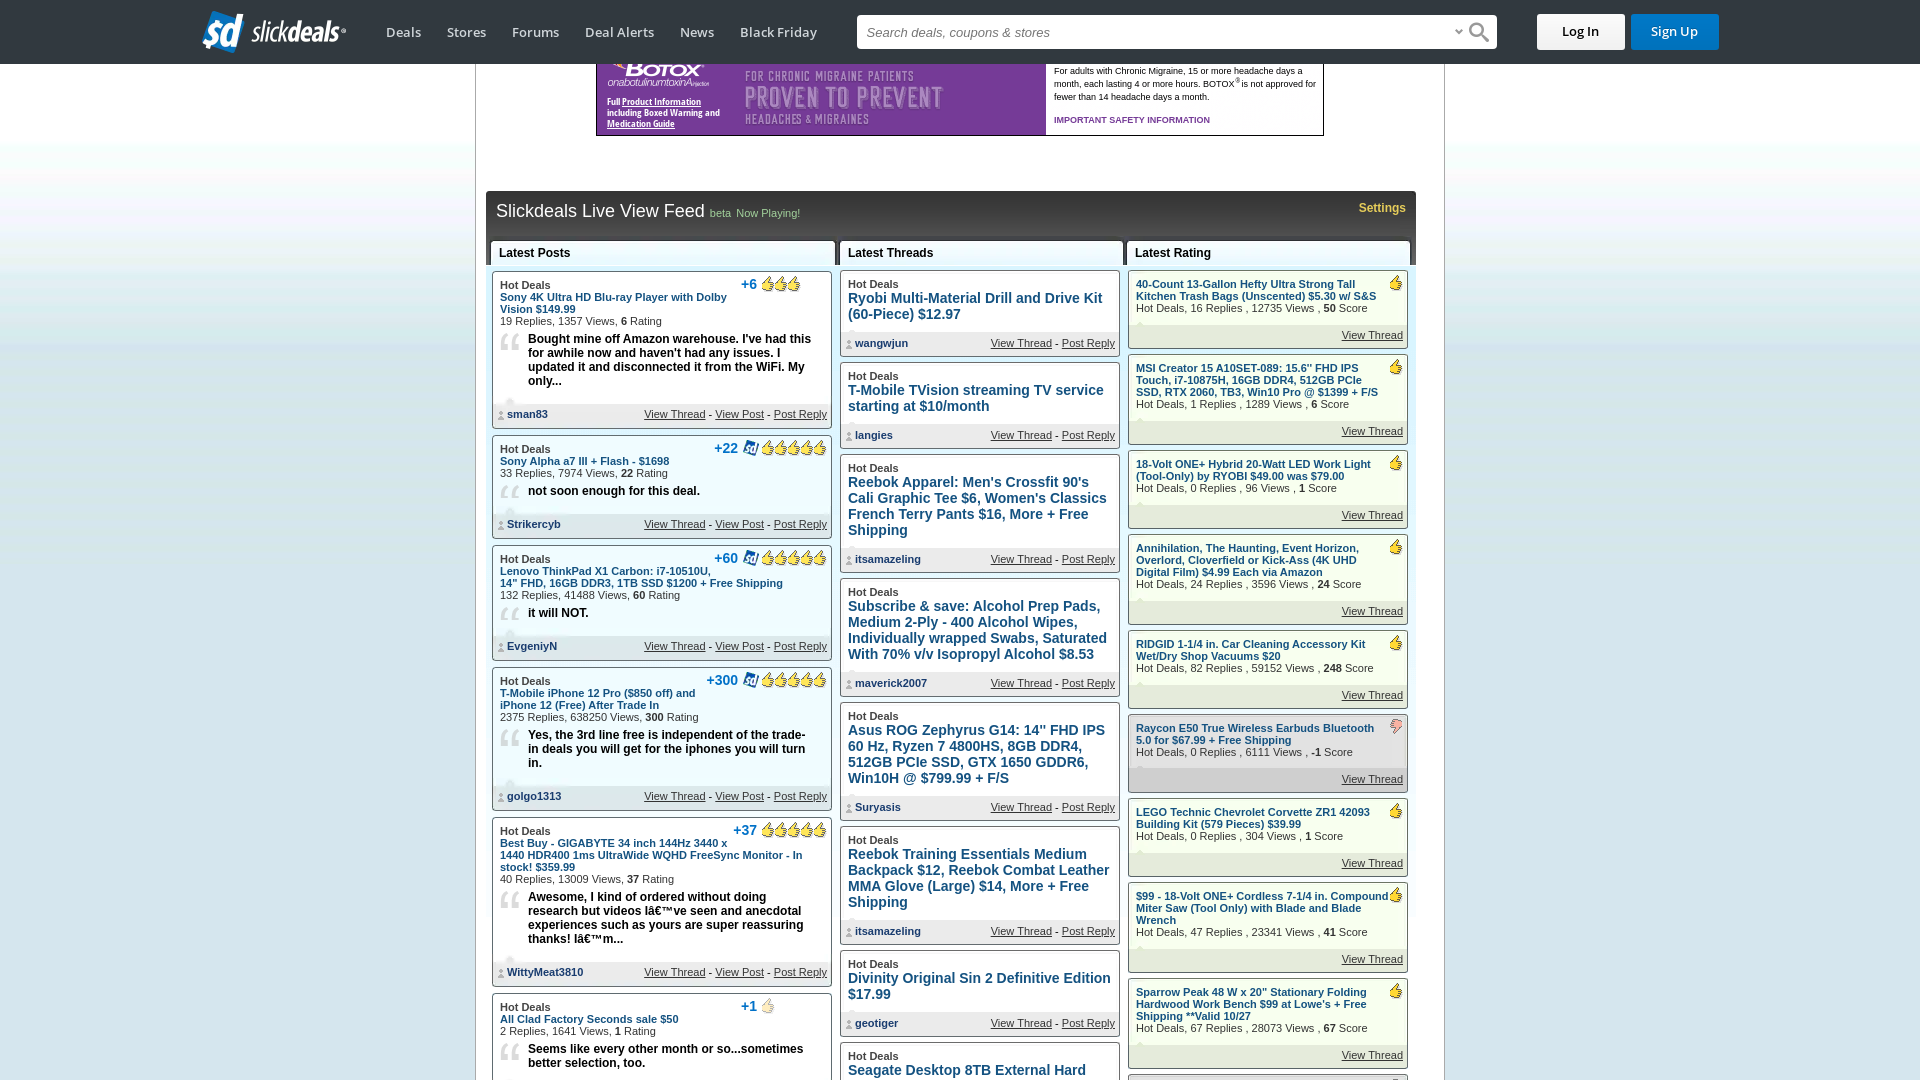 sd slickdeals
Deals Stores Forums Deal Alerts News Black Friday
Search deals, coupons & stores
Log In Sign Up
BOTOX®
onabotulinumtoxinA injection
Full Product Information
including Boxed Warning and
Medication Guide
FOR CHRONIC MIGRAINE PATIENTS
PROVEN TO PREVENT
HEADACHES & MIGRAINES
For adults with Chronic Migraine, 15 or more headache days a
month, each lasting 4 or more hours. BOTOX® is not approved for
fewer than 14 headache days a month.
IMPORTANT SAFETY INFORMATION
Slickdeals Live View Feed beta Now Playing!
Settings
Latest Posts
Hot Deals +6
Sony 4K Ultra HD Blu-ray Player with Dolby
Vision $149.99
19 Replies, 1357 Views, 6 Rating
Bought mine off Amazon warehouse. I've had this
for awhile now and haven't had any issues. I
updated it and disconnected it from the WiFi. My
only...
sman83 View Thread - View Post - Post Reply
Hot Deals +22 sd
Sony Alpha a7 III + Flash - $1698
33 Replies, 7974 Views, 22 Rating
not soon enough for this deal.
Strikercyb View Thread - View Post - Post Reply
Hot Deals +60 sd
Lenovo ThinkPad X1 Carbon: i7-10510U,
14" FHD, 16GB DDR3, 1TB SSD $1200 + Free Shipping
132 Replies, 41488 Views, 60 Rating
it will NOT.
EvgeniyN View Thread - View Post - Post Reply
Hot Deals +300 sd
T-Mobile iPhone 12 Pro ($850 off) and
iPhone 12 (Free) After Trade In
2375 Replies, 638250 Views, 300 Rating
Yes, the 3rd line free is independent of the trade-
in deals you will get for the iphones you will turn
in.
golgo1313 View Thread - View Post - Post Reply
Hot Deals +37
Best Buy - GIGABYTE 34 inch 144Hz 3440 x
1440 HDR400 1ms UltraWide WQHD FreeSync Monitor - In
stock! $359.99
40 Replies, 13009 Views, 37 Rating
Awesome, I kind of ordered without doing
research but videos Iâ€™ve seen and anecdotal
experiences such as yours are super reassuring
thanks! Iâ€™m...
WittyMeat3810 View Thread - View Post - Post Reply
Hot Deals +1
All Clad Factory Seconds sale $50
2 Replies, 1641 Views, 1 Rating
Seems like every other month or so...sometimes
better selection, too.
Latest Threads
Hot Deals
Ryobi Multi-Material Drill and Drive Kit
(60-Piece) $12.97
wangwjun View Thread - Post Reply
Hot Deals
T-Mobile TVision streaming TV service
starting at $10/month
langies View Thread - Post Reply
Hot Deals
Reebok Apparel: Men's Crossfit 90's
Cali Graphic Tee $6, Women's Classics
French Terry Pants $16, More + Free
Shipping
itsamazeling View Thread - Post Reply
Hot Deals
Subscribe & save: Alcohol Prep Pads,
Medium 2-Ply - 400 Alcohol Wipes,
Individually wrapped Swabs, Saturated
With 70% v/v Isopropyl Alcohol $8.53
maverick2007 View Thread - Post Reply
Hot Deals
Asus ROG Zephyrus G14: 14'' FHD IPS
60 Hz, Ryzen 7 4800HS, 8GB DDR4,
512GB PCIe SSD, GTX 1650 GDDR6,
Win10H @ $799.99 + F/S
Suryasis View Thread - Post Reply
Hot Deals
Reebok Training Essentials Medium
Backpack $12, Reebok Combat Leather
MMA Glove (Large) $14, More + Free
Shipping
itsamazeling View Thread - Post Reply
Hot Deals
Divinity Original Sin 2 Definitive Edition
$17.99
geotiger View Thread - Post Reply
Hot Deals
Seagate Desktop 8TB External Hard
Latest Rating
40-Count 13-Gallon Hefty Ultra Strong Tall
Kitchen Trash Bags (Unscented) $5.30 w/ S&S
Hot Deals, 16 Replies , 12735 Views , 50 Score
View Thread
MSI Creator 15 A10SET-089: 15.6'' FHD IPS
Touch, i7-10875H, 16GB DDR4, 512GB PCIe
SSD, RTX 2060, TB3, Win10 Pro @ $1399 + F/S
Hot Deals, 1 Replies , 1289 Views , 6 Score
View Thread
18-Volt ONE+ Hybrid 20-Watt LED Work Light
(Tool-Only) by RYOBI $49.00 was $79.00
Hot Deals, 0 Replies , 96 Views , 1 Score
View Thread
Annihilation, The Haunting, Event Horizon,
Overlord, Cloverfield or Kick-Ass (4K UHD
Digital Film) $4.99 Each via Amazon
Hot Deals, 24 Replies , 3596 Views , 24 Score
View Thread
RIDGID 1-1/4 in. Car Cleaning Accessory Kit
Wet/Dry Shop Vacuums $20
Hot Deals, 82 Replies , 59152 Views , 248 Score
View Thread
Raycon E50 True Wireless Earbuds Bluetooth
5.0 for $67.99 + Free Shipping
Hot Deals, 0 Replies , 6111 Views , -1 Score
View Thread
LEGO Technic Chevrolet Corvette ZR1 42093
Building Kit (579 Pieces) $39.99
Hot Deals, 0 Replies , 304 Views , 1 Score
View Thread
$99 - 18-Volt ONE+ Cordless 7-1/4 in. Compound
Miter Saw (Tool Only) with Blade and Blade
Wrench
Hot Deals, 47 Replies , 23341 Views , 41 Score
View Thread
Sparrow Peak 48 W x 20" Stationary Folding
Hardwood Work Bench $99 at Lowe's + Free
Shipping **Valid 10/27
Hot Deals, 67 Replies , 28073 Views , 67 Score
View Thread